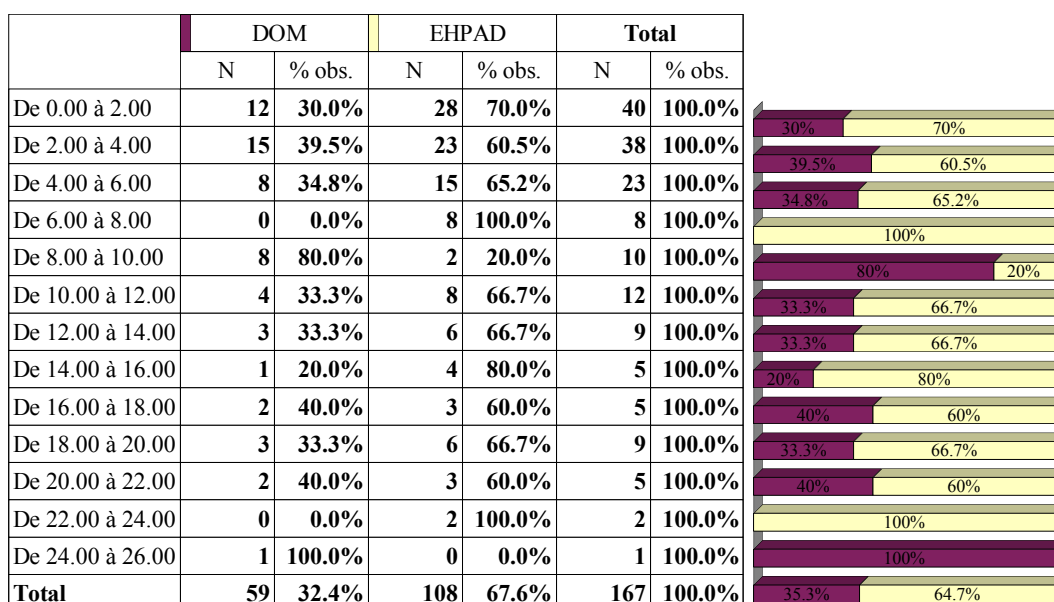 DOM EHPAD Total
N % obs. N % obs. N % obs.
De 0.00 à 2.00 12 30.0% 28 70.0% 40 100.0% 30% 70%
De 2.00 à 4.00 15 39.5% 23 60.5% 38 100.0% 39.5% 60.5%
De 4.00 à 6.00 8 34.8% 15 65.2% 23 100.0% 34.8% 65.2%
De 6.00 à 8.00 0 0.0% 8 100.0% 8 100.0% 100%
De 8.00 à 10.00 8 80.0% 2 20.0% 10 100.0% 80% 20%
De 10.00 à 12.00 4 33.3% 8 66.7% 12 100.0% 33.3% 66.7%
De 12.00 à 14.00 3 33.3% 6 66.7% 9 100.0% 33.3% 66.7%
De 14.00 à 16.00 1 20.0% 4 80.0% 5 100.0% 20% 80%
De 16.00 à 18.00 2 40.0% 3 60.0% 5 100.0% 40% 60%
De 18.00 à 20.00 3 33.3% 6 66.7% 9 100.0% 33.3% 66.7%
De 20.00 à 22.00 2 40.0% 3 60.0% 5 100.0% 40% 60%
De 22.00 à 24.00 0 0.0% 2 100.0% 2 100.0% 100%
De 24.00 à 26.00 1 100.0% 0 0.0% 1 100.0% 100%
Total 59 32.4% 108 67.6% 167 100.0% 35.3% 64.7%